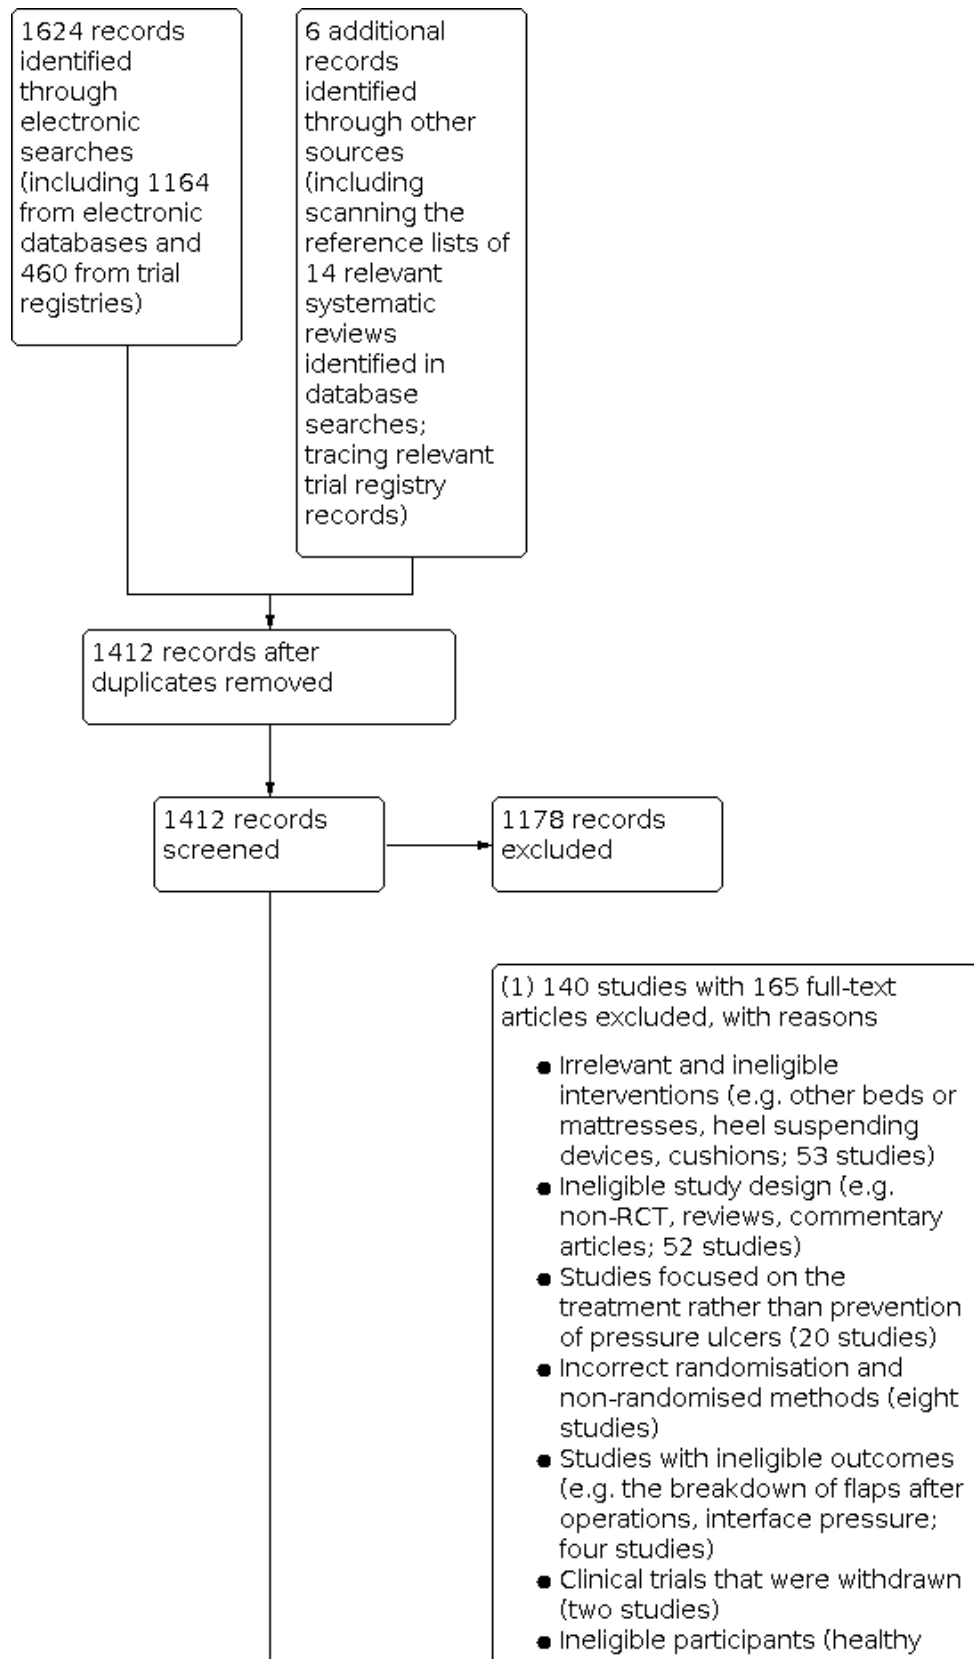 1624 records
identified
through
electronic
searches
(including 1164
from electronic
databases and
460 from trial
registries)
6 additional
records
identified
through other
sources
(including
scanning the
reference lists of
14 relevant
systematic
reviews
identified in
database
searches;
tracing relevant
trial registry
records)
1412 records after
duplicates removed
1412 records
screened
1178 records
excluded
(1) 140 studies with 165 full-text
articles excluded, with reasons
● Irrelevant and ineligible
interventions (e.g. other beds or
mattresses, heel suspending
devices, cushions; 53 studies)
● Ineligible study design (e.g.
non-RCT, reviews, commentary
articles; 52 studies)
● Studies focused on the
treatment rather than prevention
of pressure ulcers (20 studies)
● Incorrect randomisation and
non-randomised methods (eight
studies)
● Studies with ineligible outcomes
(e.g. the breakdown of flaps after
operations, interface pressure;
four studies)
● Clinical trials that were withdrawn
(two studies)
● Ineligible participants (healthy